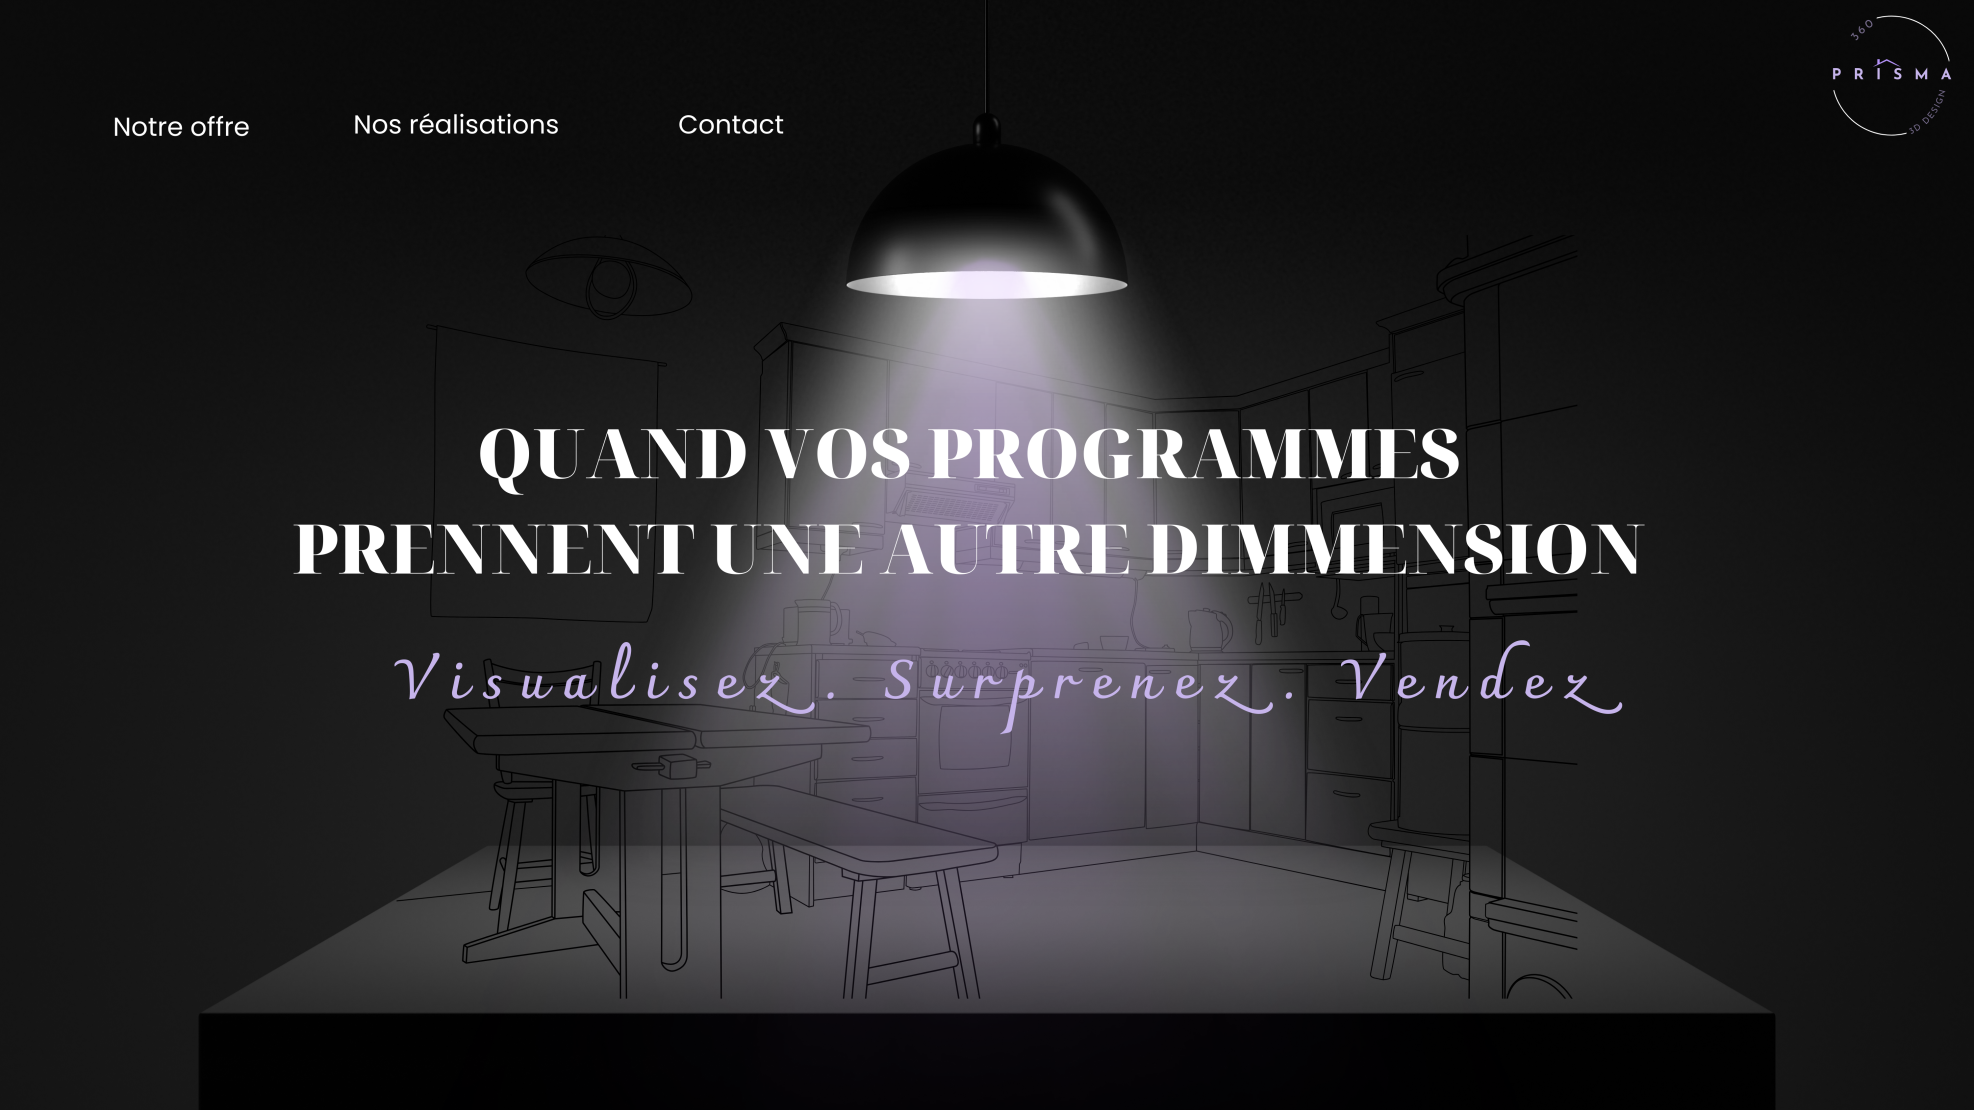 360
PRISMA
3D DESIGN
Notre offre
Nos réalisations
Contact
QUAND VOS PROGRAMMES
PRENNENT UNE AUTRE DIMMENSION
Visualisez . Surprenez . Vendez